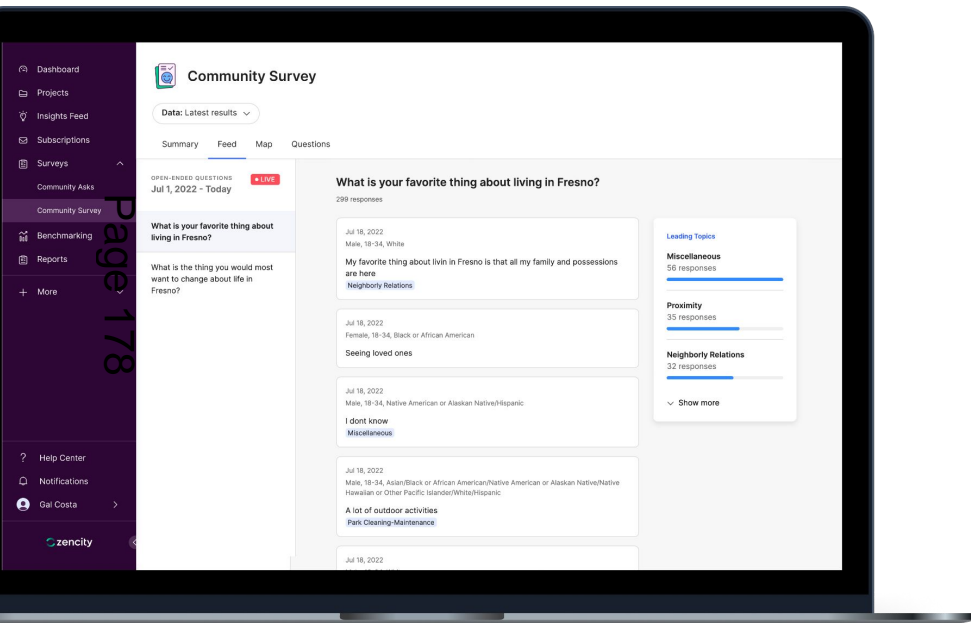 Dashboard
Projects
Insights Feed
Subscriptions
Surveys
Community Asks
Community Survey
Benchmarking
Reports
More
Page 178
Help Center
Notifications
Gal Costa
zencity
Community Survey
Data: Latest results
Summary Feed Map Questions
OPEN-ENDED QUESTIONS
LIVE
Jul 1, 2022 - Today
What is your favorite thing about
living in Fresno?
What is the thing you would most
want to change about life in
Fresno?
What is your favorite thing about living in Fresno?
299 responses
Jul 18, 2022
Male, 18-34, White
My favorite thing about livin in Fresno is that all my family and possessions
are here
Neighborly Relations
Jul 18, 2022
Female, 18-34, Black or African American
Seeing loved ones
Jul 18, 2022
Male, 18-34, Native American or Alaskan Native/Hispanic
I dont know
Miscellaneous
Jul 18, 2022
Male, 18-34, Asian/Black or African American/Native American or Alaskan Native/Native
Hawaiian or Other Pacific Islander/White/Hispanic
A lot of outdoor activities
Park Cleaning-Maintenance
Jul 18, 2022
Leading Topics
Miscellaneous
56 responses
Proximity
35 responses
Neighborly Relations
32 responses
Show more